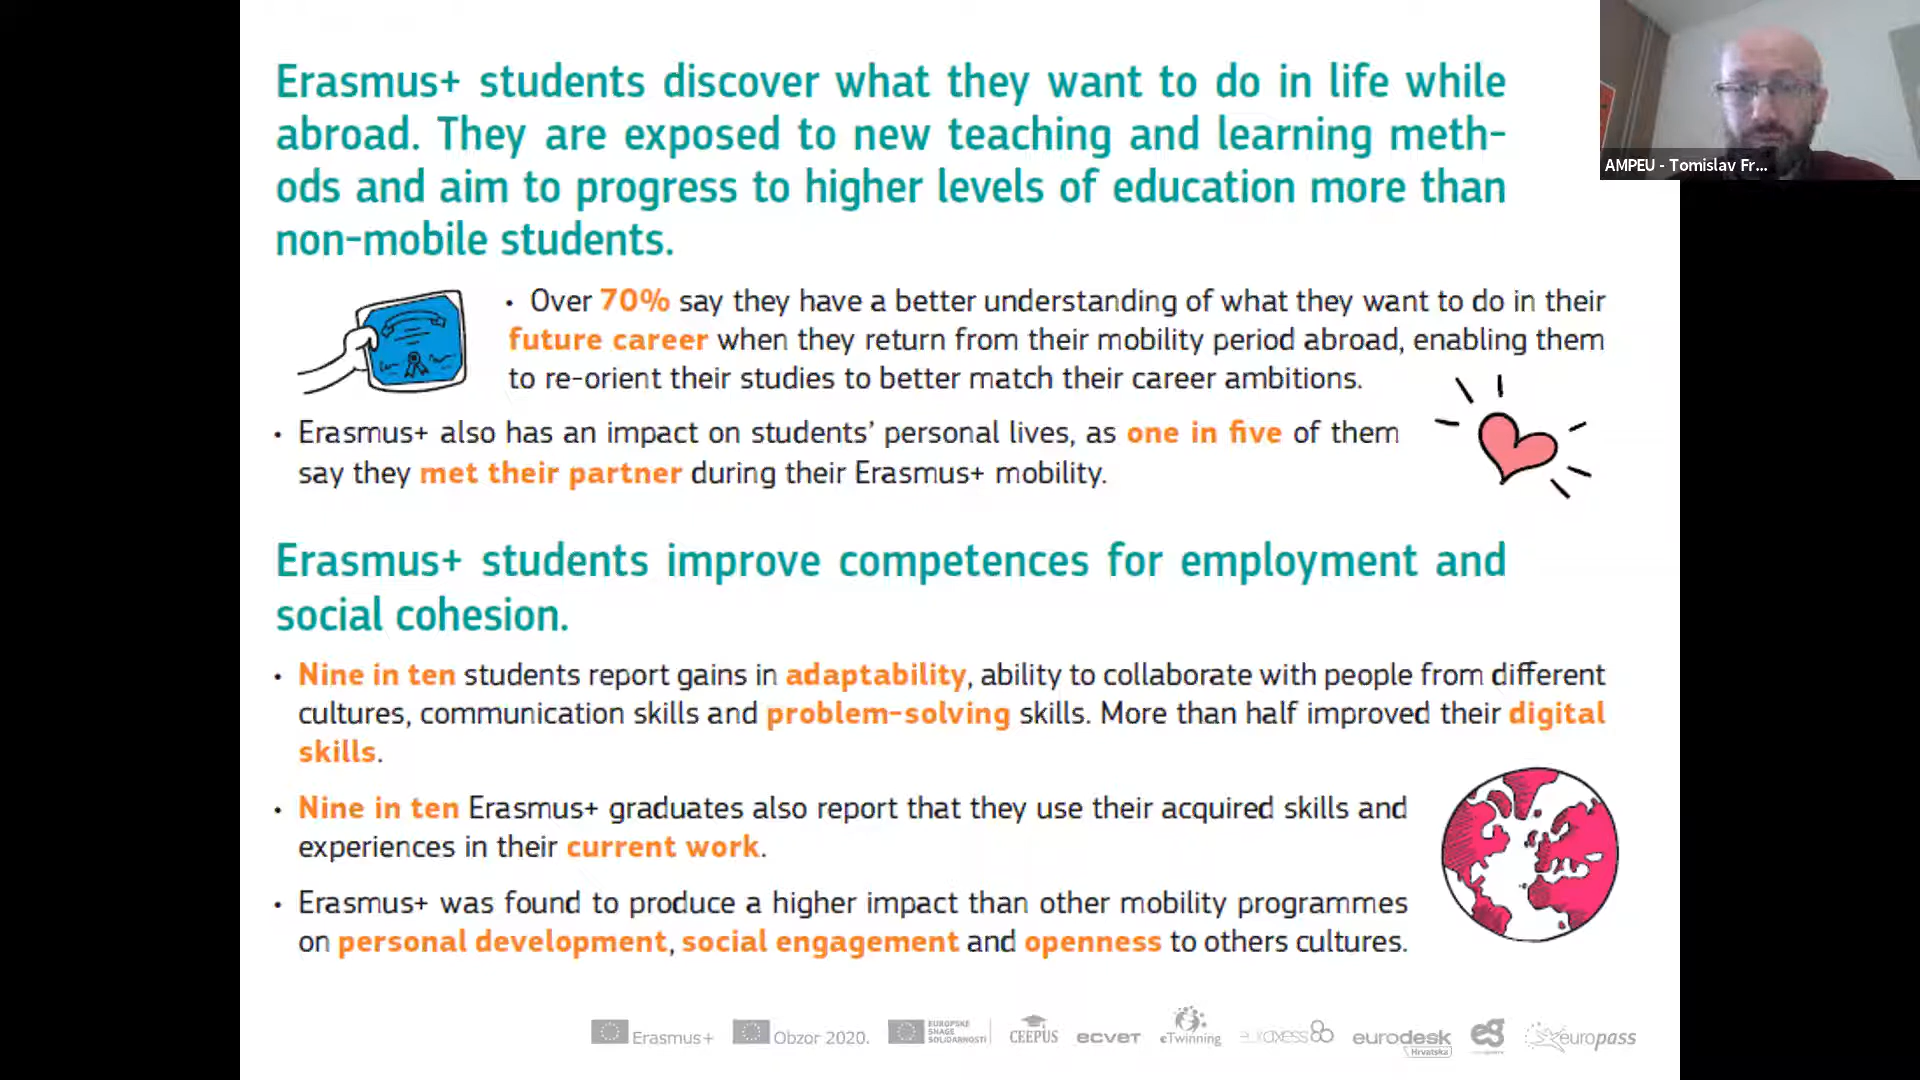 Erasmus+ students discover what they want to do in life while
abroad. They are exposed to new teaching and learning meth-
ods and aim to progress to higher levels of education more than
non-mobile students.
• Over 70% say they have a better understanding of what they want to do in their
future career when they return from their mobility period abroad, enabling them
to re-orient their studies to better match their career ambitions.
• Erasmus+ also has an impact on students’ personal lives, as one in five of them
say they met their partner during their Erasmus+ mobility.
Erasmus+ students improve competences for employment and
social cohesion.
• Nine in ten students report gains in adaptability, ability to collaborate with people from different
cultures, communication skills and problem-solving skills. More than half improved their digital
skills.
• Nine in ten Erasmus+ graduates also report that they use their acquired skills and
experiences in their current work.
• Erasmus+ was found to produce a higher impact than other mobility programmes
on personal development, social engagement and openness to others cultures.
AMPEU - Tomislav Fr...
Erasmus+
Obzor 2020.
EUROPSKE
SNAGE
SOLIDARNOSTI
CEEPUS
ecvet
eTwinning
euraxess
eurodesk
Hrvatska
europass